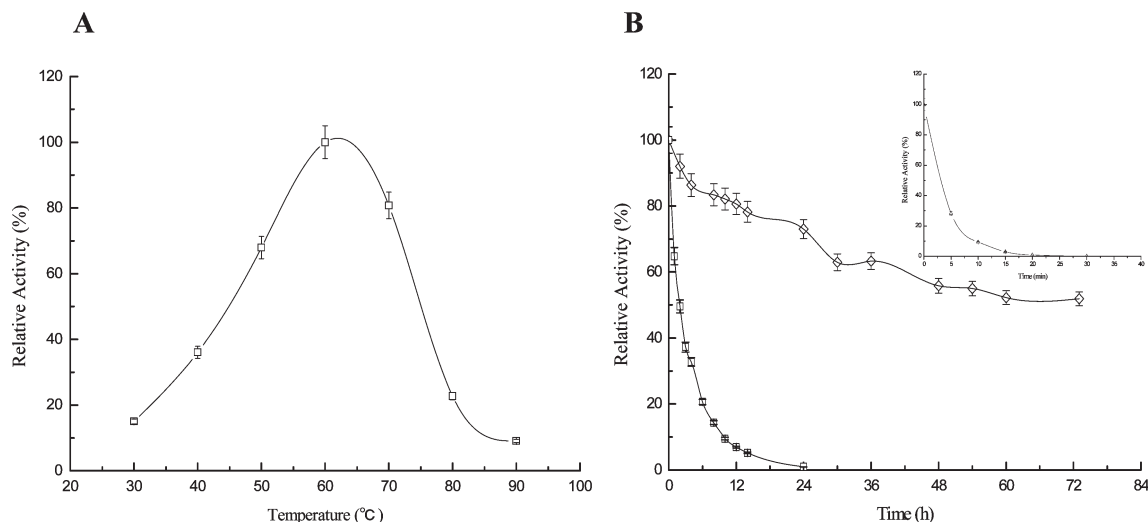 A
B
120
100
80
60
40
20
0
Relative Activity (%)
20 30 40 50 60 70 80 90 100
Temperature (℃)
120
100
80
60
40
20
0
Relative Activity (%)
0 12 24 36 48 60 72 84
Time (h)
120
100
80
60
40
20
0
Relative Activity (%)
0 5 10 15 20 25 30 35 40
Time (min)